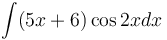 ∫(5x + 6) cos 2xdx